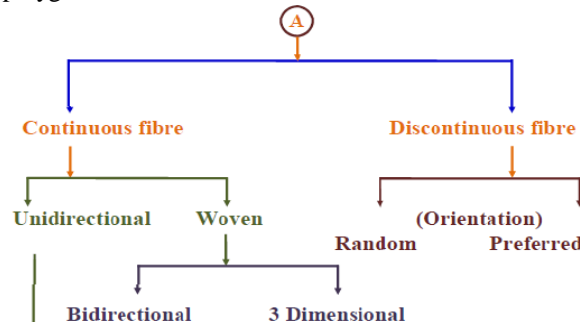 A
Continuous fibre Discontinuous fibre
Unidirectional Woven (Orientation)
Random Preferred
Bidirectional 3 Dimensional